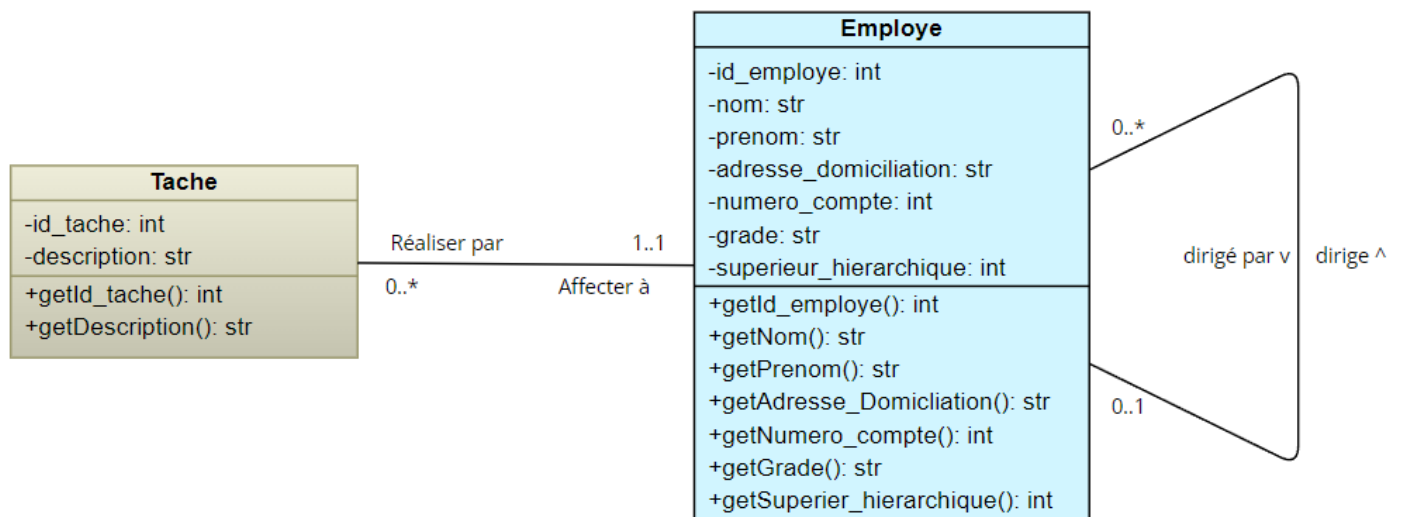 Employe
-id_employe: int
-nom: str
-prenom: str
-adresse_domiciliation: str
-numero_compte: int
-grade: str
-superieur_hierarchique: int
+getId_employe(): int
+getNom(): str
+getPrenom(): str
+getAdresse_Domicliation(): str
+getNumero_compte(): int
+getGrade(): str
+getSuperier_hierarchique(): int
Tache
-id_tache: int
-description: str
+getId_tache(): int
+getDescription(): str
Réaliser par
1..1
0..*
Affecter à
0..*
dirigé par v
dirige ^
0..1